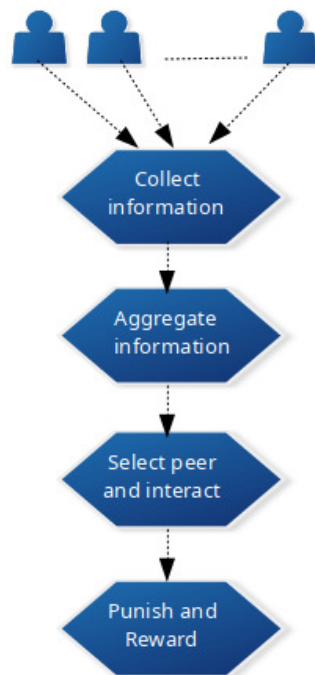 Collect
information
Aggregate
information
Select peer
and interact
Punish and
Reward